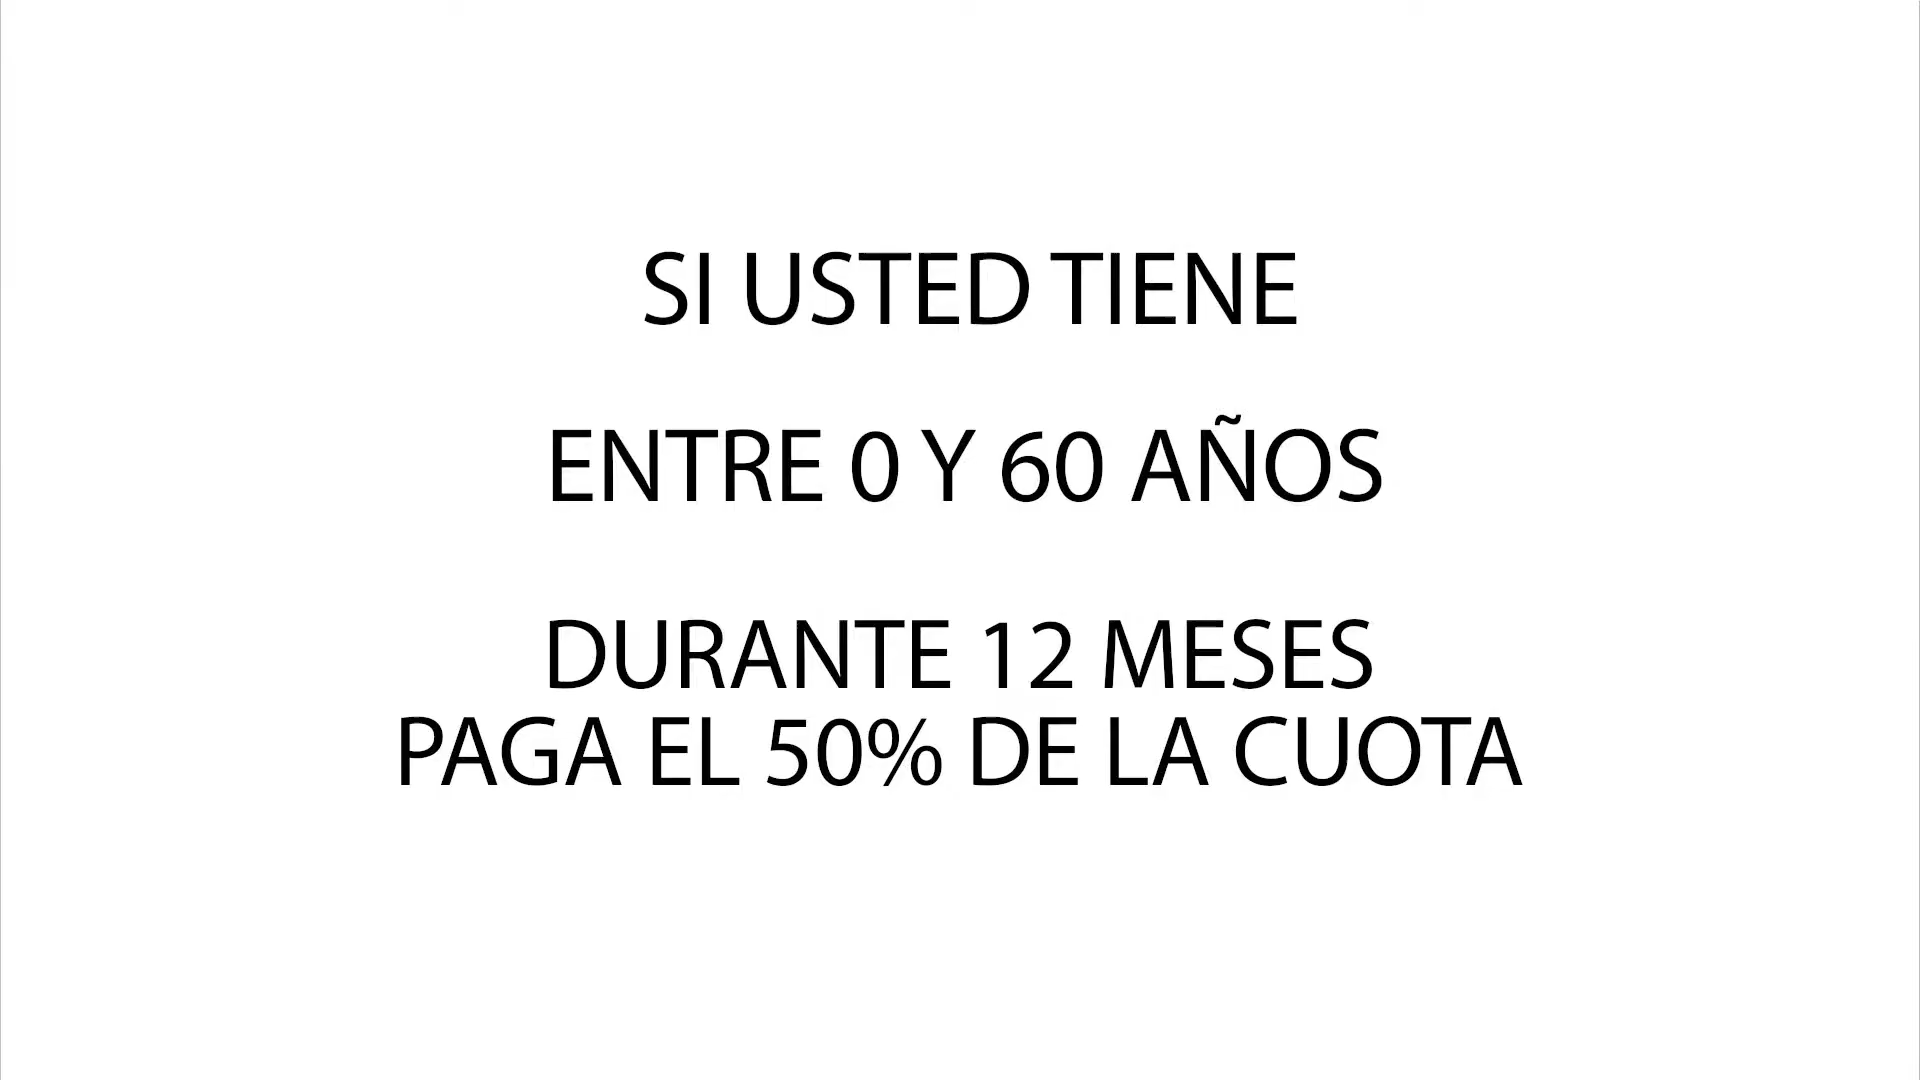 SI USTED TIENE
ENTRE 0 Y 60 AÑOS
DURANTE 12 MESES
PAGA EL 50% DE LA CUOTA